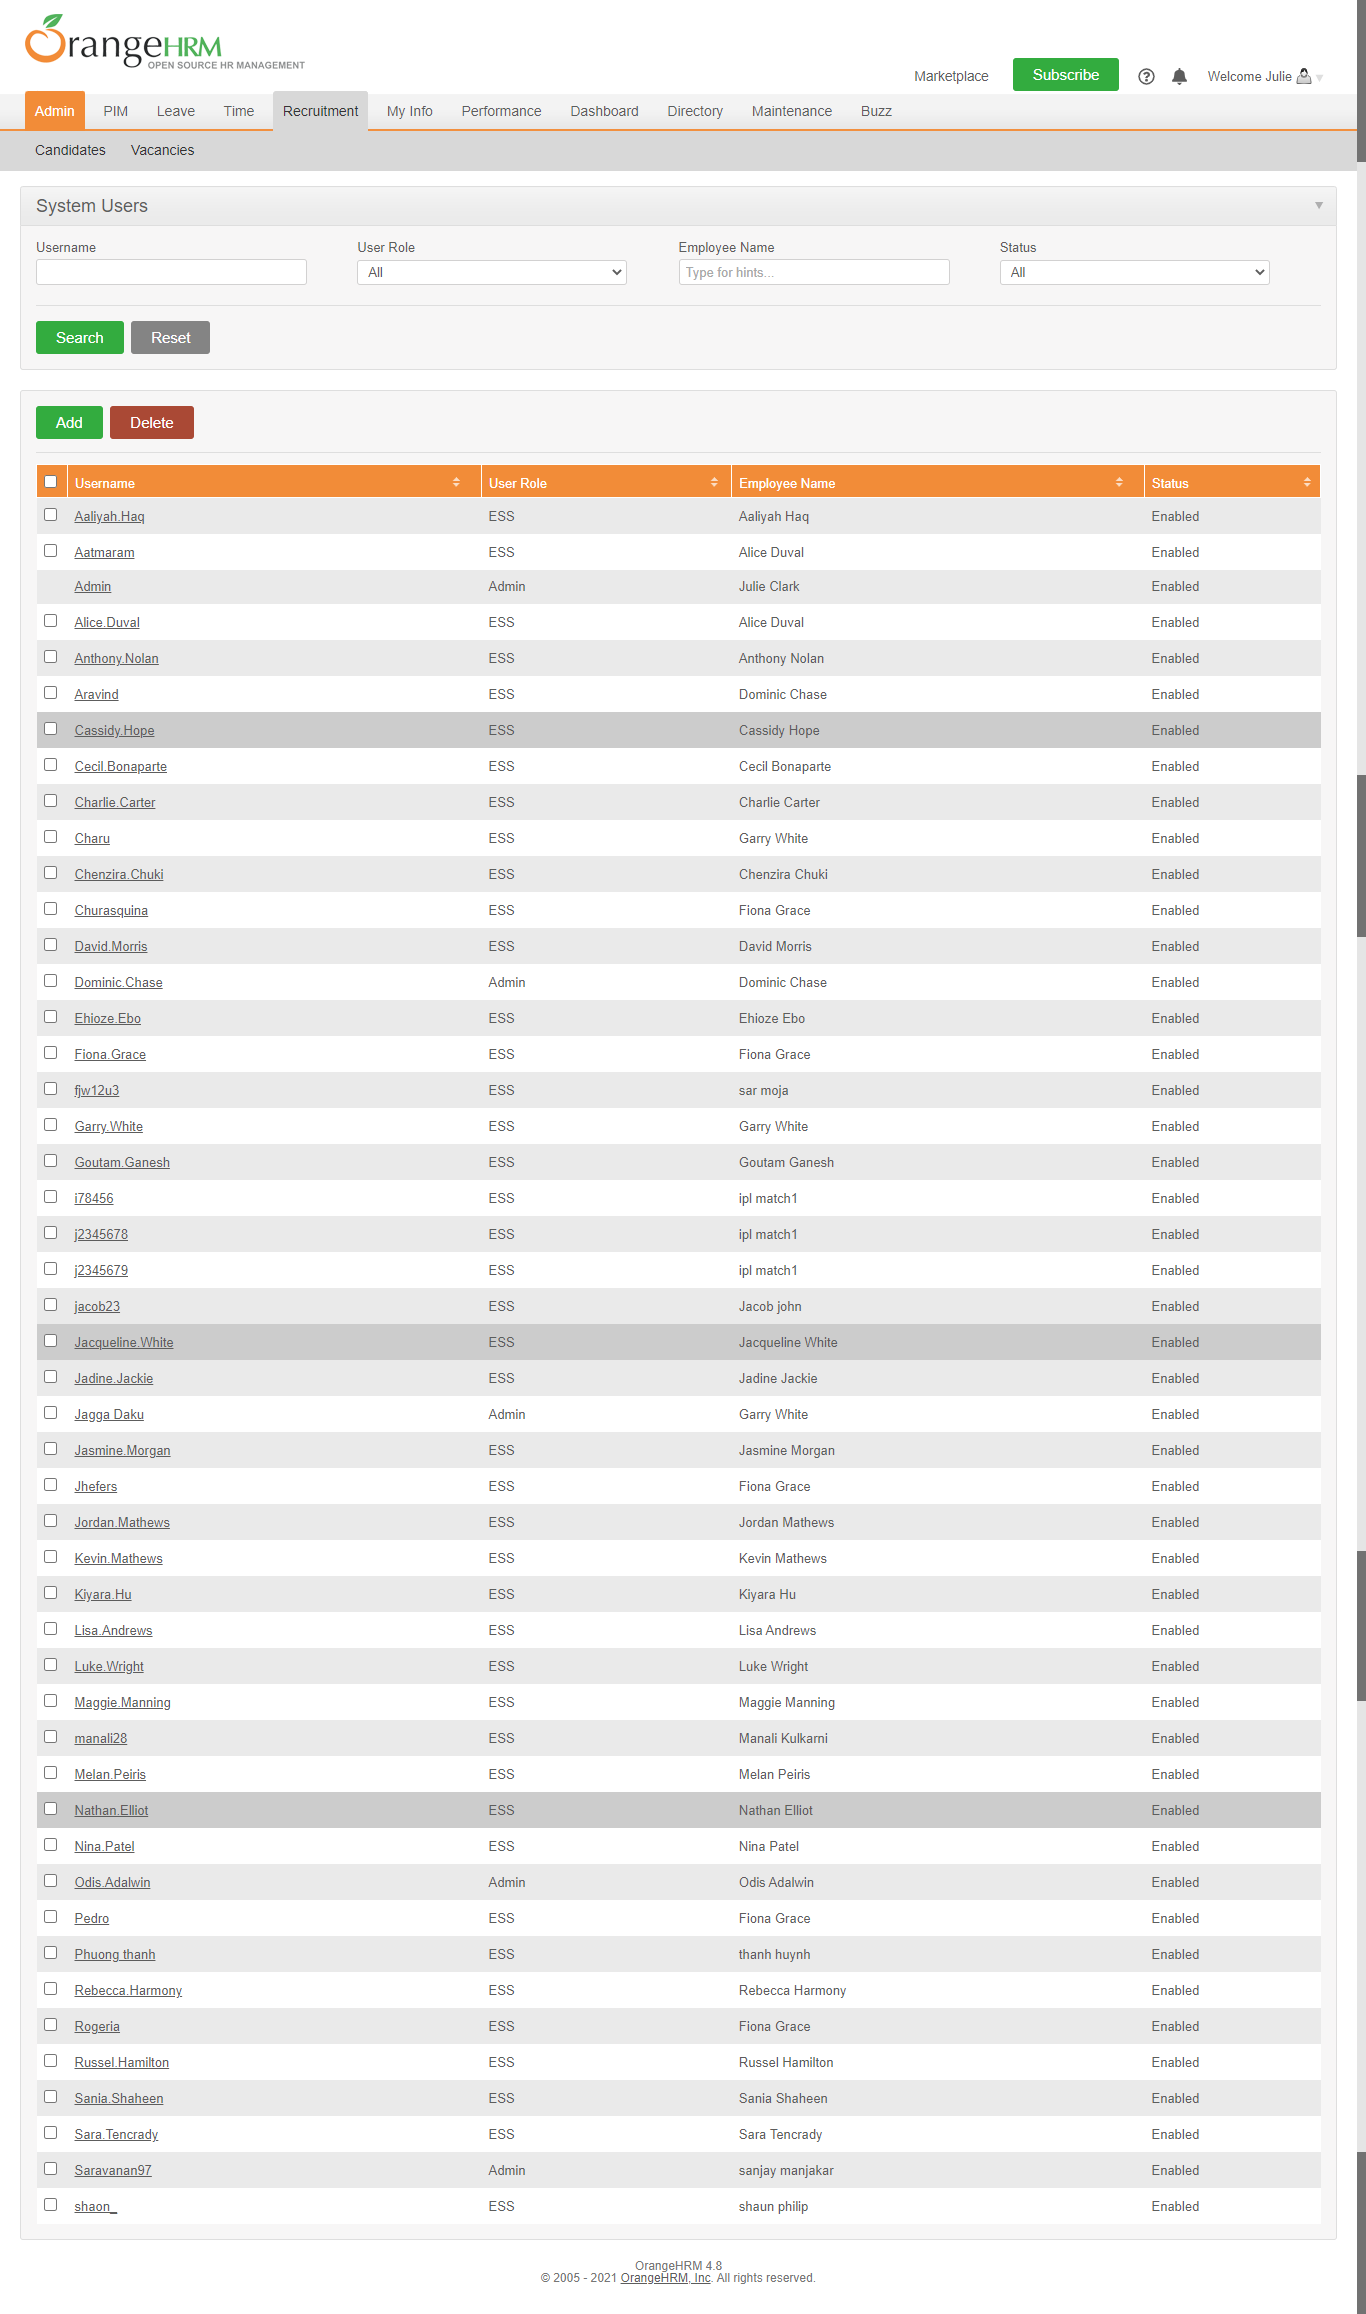 OrangeHRM
OPEN SOURCE HR MANAGEMENT
Marketplace Subscribe Welcome Julie
Admin PIM Leave Time Recruitment My Info Performance Dashboard Directory Maintenance Buzz
Candidates Vacancies
System Users
Username User Role Employee Name Status
All Type for hints... All
Search Reset
Add Delete
Username User Role Employee Name Status
Aaliyah.Haq ESS Aaliyah Haq Enabled
Aatmaram ESS Alice Duval Enabled
Admin Admin Julie Clark Enabled
Alice.Duval ESS Alice Duval Enabled
Anthony.Nolan ESS Anthony Nolan Enabled
Aravind ESS Dominic Chase Enabled
Cassidy.Hope ESS Cassidy Hope Enabled
Cecil.Bonaparte ESS Cecil Bonaparte Enabled
Charlie.Carter ESS Charlie Carter Enabled
Charu ESS Garry White Enabled
Chenzira.Chuki ESS Chenzira Chuki Enabled
Churasquina ESS Fiona Grace Enabled
David.Morris ESS David Morris Enabled
Dominic.Chase Admin Dominic Chase Enabled
Ehioze.Ebo ESS Ehioze Ebo Enabled
Fiona.Grace ESS Fiona Grace Enabled
fjw12u3 ESS sar moja Enabled
Garry.White ESS Garry White Enabled
Goutam.Ganesh ESS Goutam Ganesh Enabled
i78456 ESS ipl match1 Enabled
j2345678 ESS ipl match1 Enabled
j2345679 ESS ipl match1 Enabled
jacob23 ESS Jacob john Enabled
Jacqueline.White ESS Jacqueline White Enabled
Jadine.Jackie ESS Jadine Jackie Enabled
Jagga Daku Admin Garry White Enabled
Jasmine.Morgan ESS Jasmine Morgan Enabled
Jhefers ESS Fiona Grace Enabled
Jordan.Mathews ESS Jordan Mathews Enabled
Kevin.Mathews ESS Kevin Mathews Enabled
Kiyara.Hu ESS Kiyara Hu Enabled
Lisa.Andrews ESS Lisa Andrews Enabled
Luke.Wright ESS Luke Wright Enabled
Maggie.Manning ESS Maggie Manning Enabled
manali28 ESS Manali Kulkarni Enabled
Melan.Peiris ESS Melan Peiris Enabled
Nathan.Elliot ESS Nathan Elliot Enabled
Nina.Patel ESS Nina Patel Enabled
Odis.Adalwin Admin Odis Adalwin Enabled
Pedro ESS Fiona Grace Enabled
Phuong thanh ESS thanh huynh Enabled
Rebecca.Harmony ESS Rebecca Harmony Enabled
Rogeria ESS Fiona Grace Enabled
Russel.Hamilton ESS Russel Hamilton Enabled
Sania.Shaheen ESS Sania Shaheen Enabled
Sara.Tencrady ESS Sara Tencrady Enabled
Saravanan97 Admin sanjay manjakar Enabled
shaon_ ESS shaun philip Enabled
OrangeHRM 4.8
© 2005 - 2021 OrangeHRM, Inc. All rights reserved.